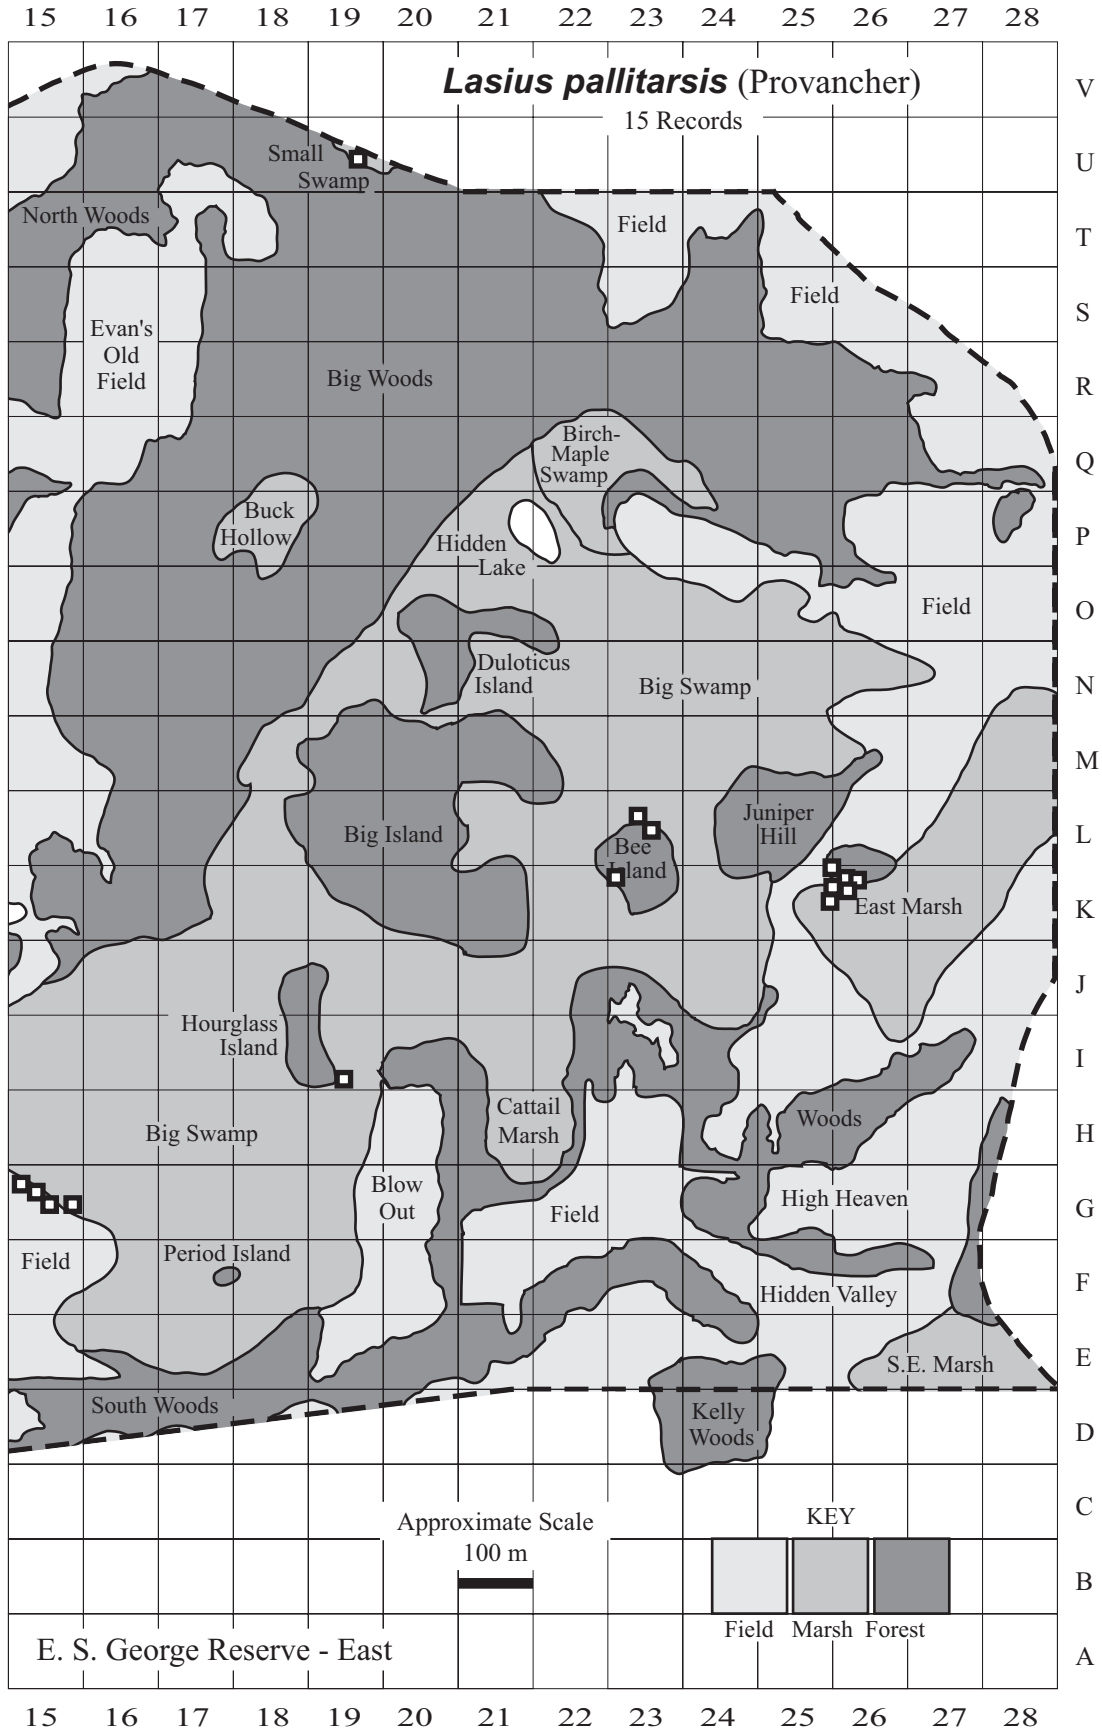 15 16 17 18 19 20 21 22 23 24 25 26 27 28
Lasius pallitarsis (Provancher)
V
15 Records
Small
Swamp
U
North Woods
Field
T
Field
S
Evan's
Old
Field
Big Woods
R
Birch-
Maple
Swamp
Q
Buck
Hollow
Hidden
Lake
P
Field
O
Duloticus
Island
Big Swamp
N
M
Big Island
Juniper
Hill
Bee
Island
L
East Marsh
K
J
Hourglass
Island
I
Big Swamp
Cattail
Marsh
Woods
H
Blow
Out
Field
High Heaven
G
Field
Period Island
Hidden Valley
F
S.E. Marsh
E
South Woods
Kelly
Woods
D
C
Approximate Scale
100 m
KEY
B
Field Marsh Forest
E. S. George Reserve - East
A
15 16 17 18 19 20 21 22 23 24 25 26 27 28